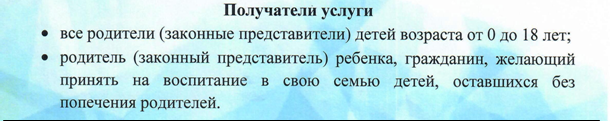 Получатели услуги
• все родители (законные представители) детей возраста от 0 до 18 лет;
• родитель (законный представитель) ребенка, гражданин, желающий
принять на воспитание в свою семью детей, оставшихся без
попечения родителей.